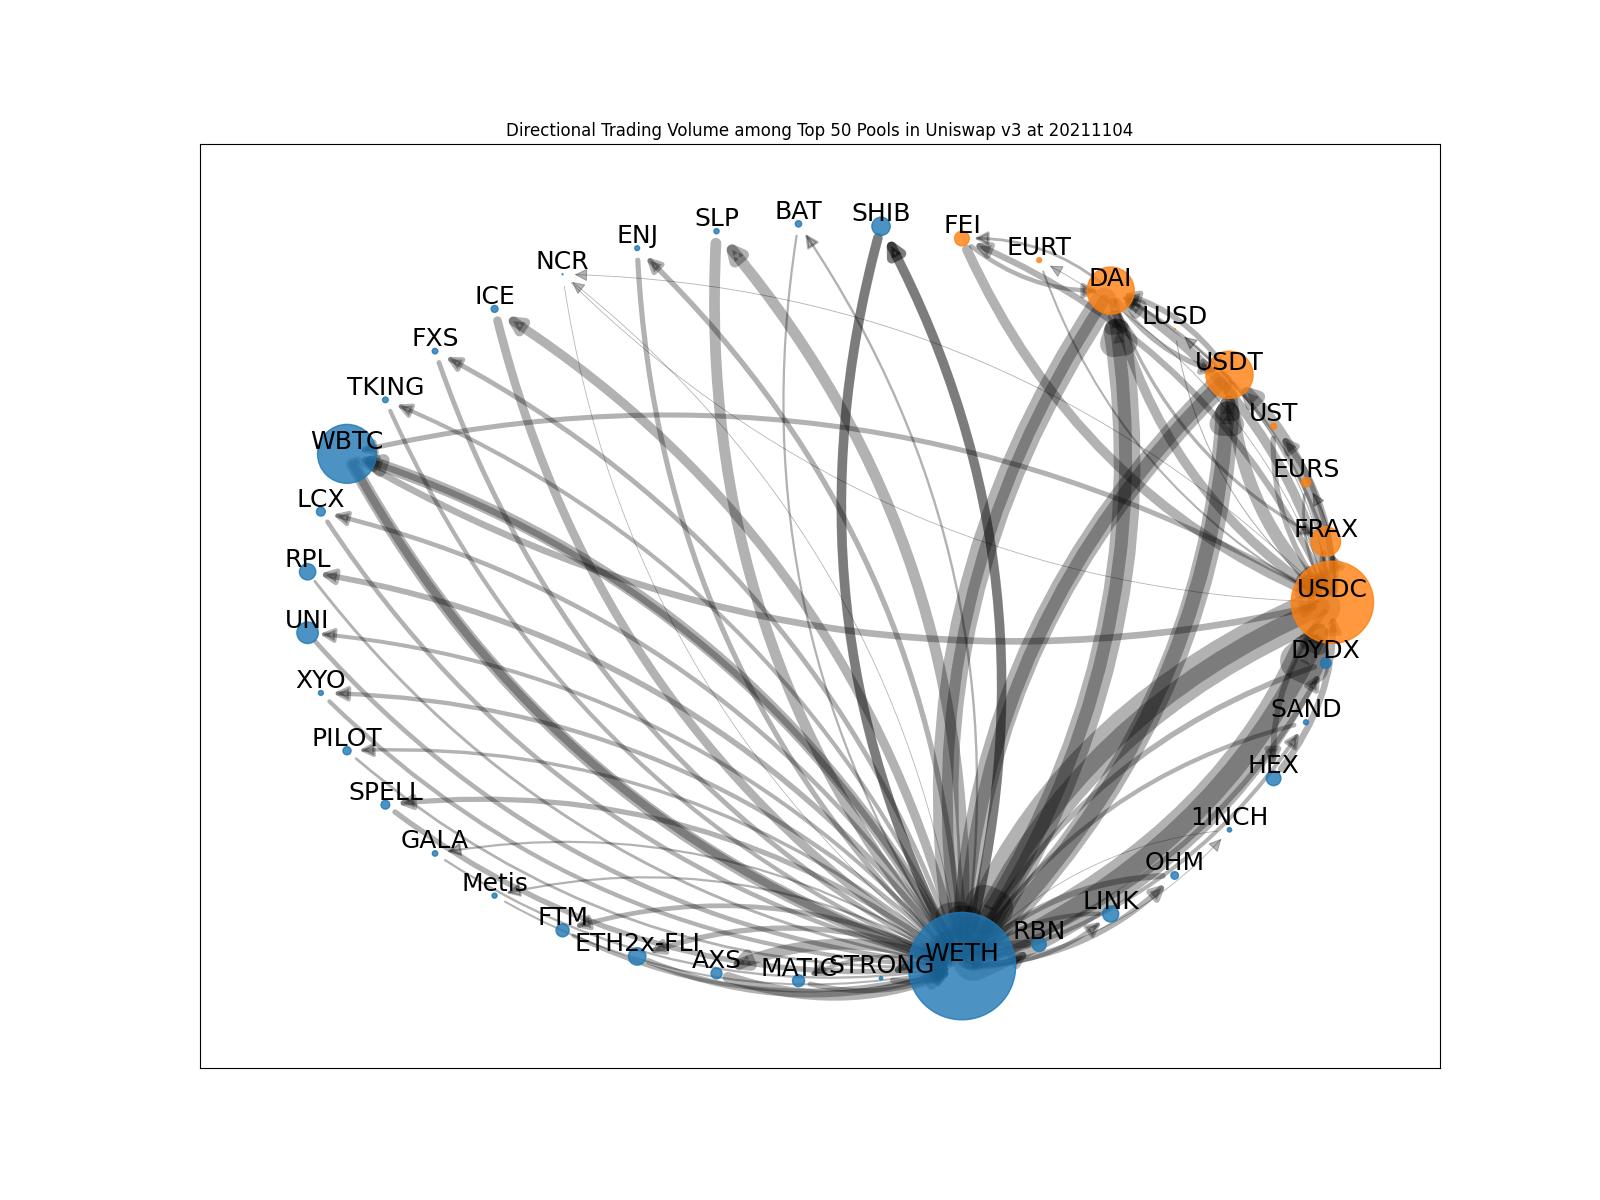 Directional Trading Volume among Top 50 Pools in Uniswap v3 at 20211104
BAT
SHIB
SLP
FEI
ENJ
EURT
NCR
DAI
ICE
LUSD
FXS
USDT
TKING
UST
WBTC
EURS
LCX
FRAX
RPL
USDC
UNI
DYDX
XYO
SAND
PILOT
HEX
SPELL
1INCH
GALA
OHM
Metis
LINK
FTM
RBN
ETH2x-FLI
WETH
AXS
MATIC
STRONG